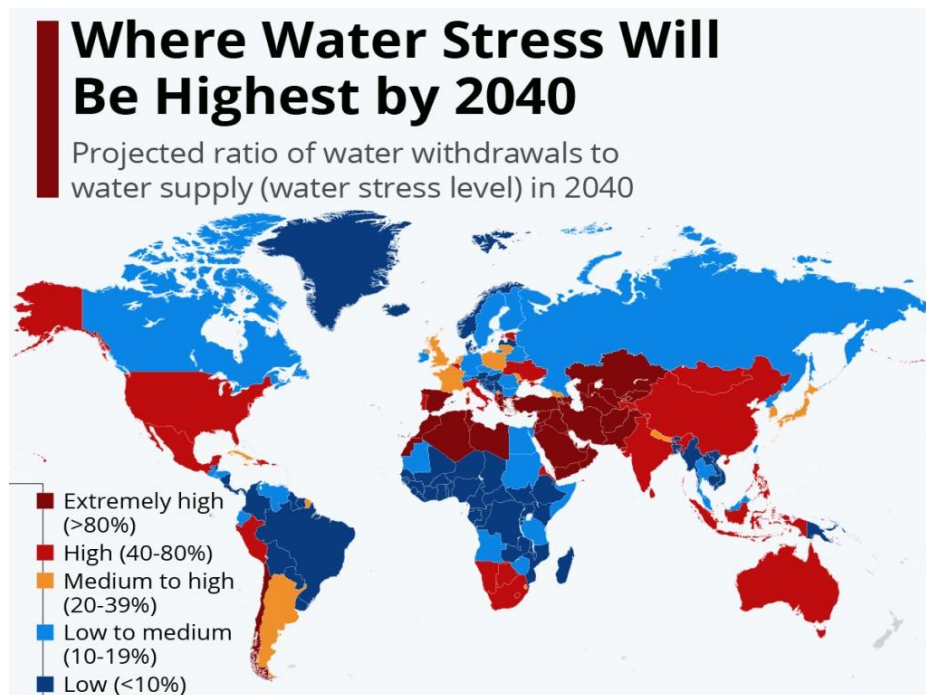 Where Water Stress Will
Be Highest by 2040
Projected ratio of water withdrawals to
water supply (water stress level) in 2040
Extremely high
(>80%)
High (40-80%)
Medium to high
(20-39%)
Low to medium
(10-19%)
Low (<10%)